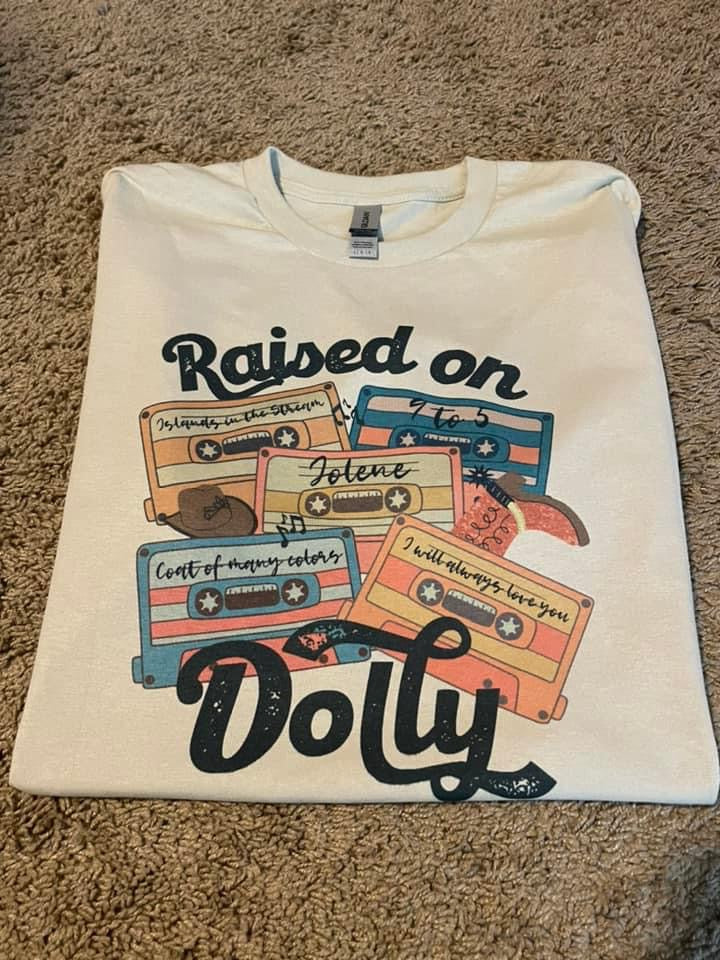 GILDAN
Raised on
Islands in the Stream
9 to 5
Jolene
Coat of many colors
I will always love you
Dolly